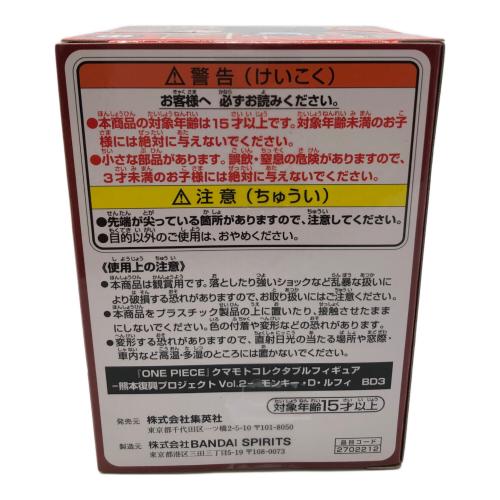 ⚠警告(けいこく)
お客様へ 必ずお読みください。
●本商品の対象年齢は15才以上です。対象年齢未満のお子
様には絶対に与えないでください。
●小さな部品があります。誤飲・窒息の危険がありますので、
3才未満のお子様には絶対に与えないでください。
⚠注意(ちゅうい)
●先端が尖っている箇所がありますので、注意してください。
●目的以外のご使用は、おやめください。
《使用上の注意》
●本商品は観賞用です。落としたり強いショックなど乱暴な扱いに
より破損する恐れがありますので、お取り扱いにはご注意ください。
●本商品をプラスチック製品の上に置いたり、接触させたまま
にしないでください。色の付着や変形などの恐れがあります。
●変形する恐れがありますので、直射日光の当たる場所や窓際・
車内など高温・多湿のところには置かないでください。
『ONE PIECE』クマモトコレクタブルフィギュア
-熊本復興プロジェクト Vol.2- モンキー・D・ルフィ BD3
対象年齢15才以上
発売元 株式会社集英社
東京都千代田区一ツ橋2-5-10 〒101-8050
製造元 株式会社BANDAI SPIRITS
東京都港区三田三丁目5番19号 〒108-0073
品目コード
2702212